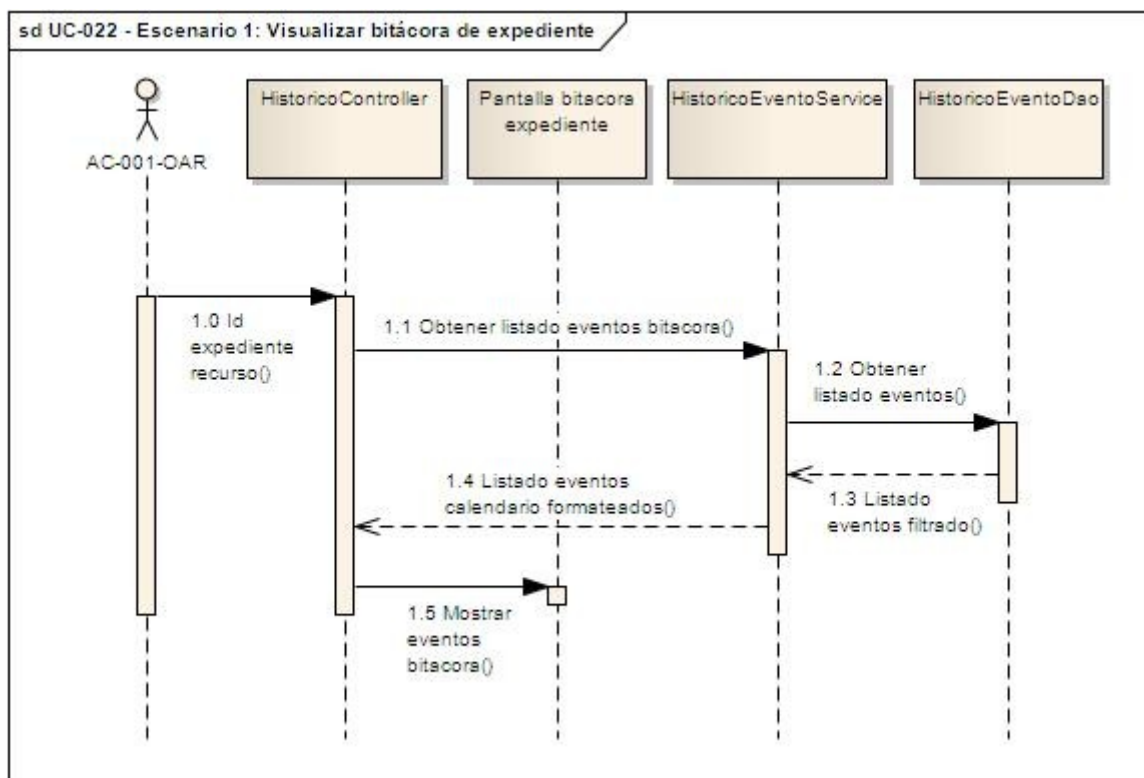 sd UC-022 - Escenario 1: Visualizar bitácora de expediente
AC-001-OAR
HistoricoController
Pantalla bitacora
expediente
HistoricoEventoService
HistoricoEventoDao
1.0 Id
expediente
recurso()
1.1 Obtener listado eventos bitacora()
1.2 Obtener
listado eventos()
1.3 Listado
eventos filtrado()
1.4 Listado eventos
calendario formateados()
1.5 Mostrar
eventos
bitacora()